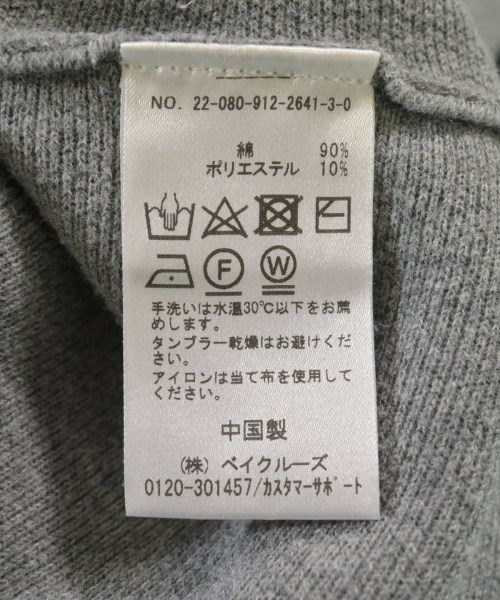 NO. 22-080-912-2641-3-0
綿 90%
ポリエステル 10%
F W
手洗いは水温30℃以下をお薦
めします。
タンブラー乾燥はお避けくだ
さい。
アイロンは当て布を使用して
ください。
中国製
(株) ベイクルーズ
0120-301457/ｶｽﾀﾏｰｻﾎﾟｰﾄ